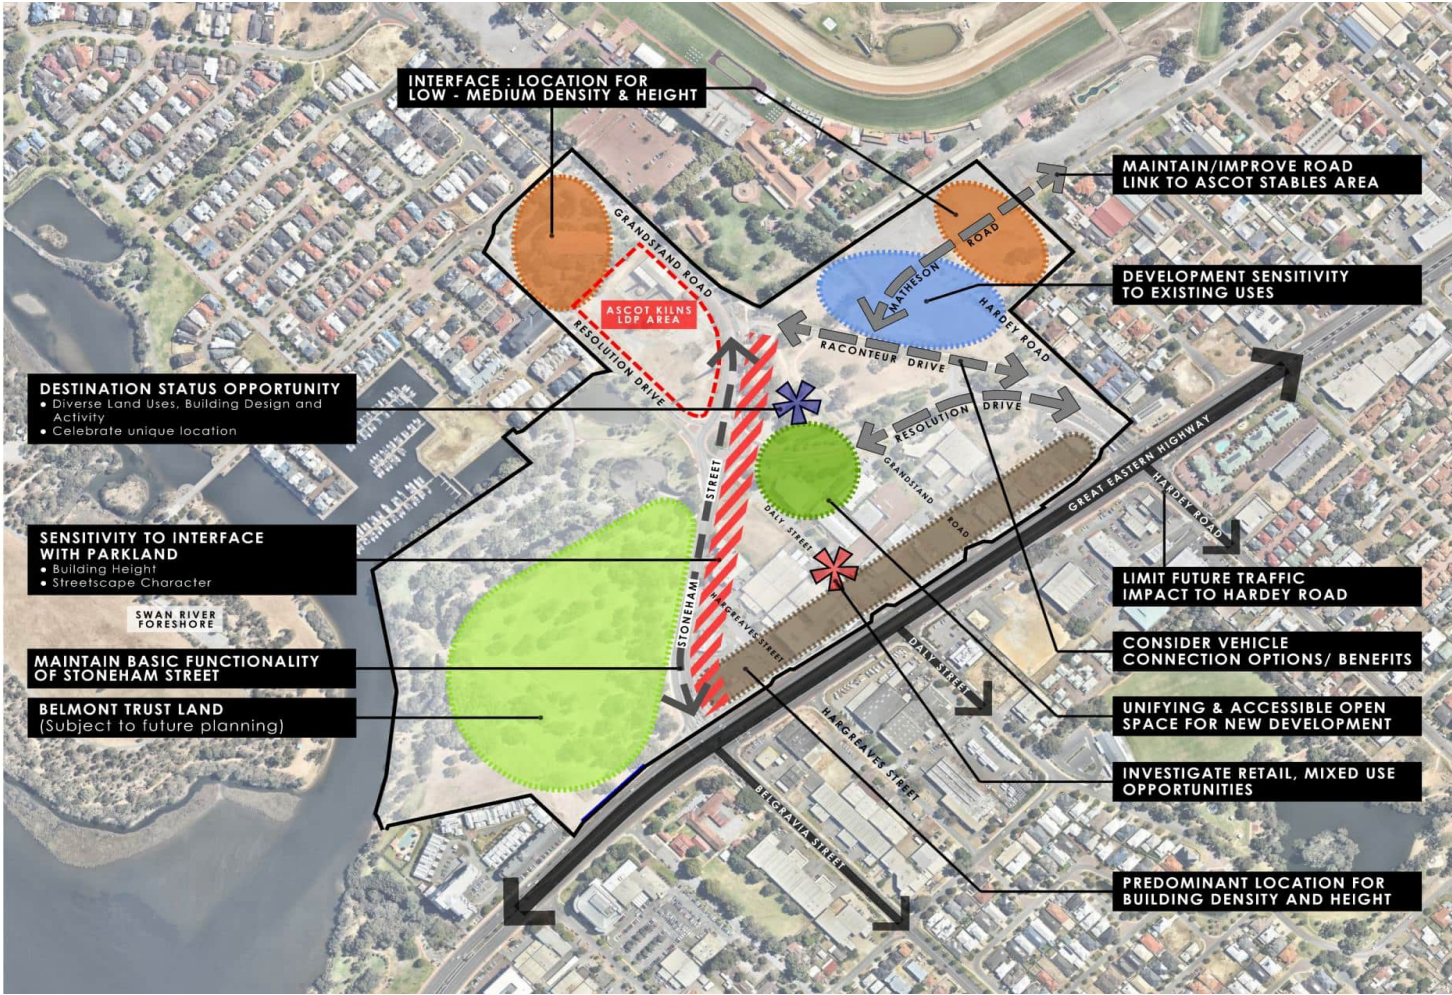 INTERFACE : LOCATION FOR
LOW - MEDIUM DENSITY & HEIGHT
MAINTAIN/IMPROVE ROAD
LINK TO ASCOT STABLES AREA
GRANDSTAND ROAD
MATHESON ROAD
DEVELOPMENT SENSITIVITY
TO EXISTING USES
ASCOT KILNS
LDP AREA
HARDEY ROAD
RESOLUTION DRIVE
RACONTEUR DRIVE
DESTINATION STATUS OPPORTUNITY
• Diverse Land Uses, Building Design and
Activity
• Celebrate unique location
RESOLUTION DRIVE
GREAT EASTERN HIGHWAY
GRANDSTAND ROAD
HARDEY ROAD
STONEHAM STREET
DALY STREET
SENSITIVITY TO INTERFACE
WITH PARKLAND
• Building Height
• Streetscape Character
LIMIT FUTURE TRAFFIC
IMPACT TO HARDEY ROAD
SWAN RIVER
FORESHORE
HARGREAVES STREET
CONSIDER VEHICLE
CONNECTION OPTIONS/ BENEFITS
MAINTAIN BASIC FUNCTIONALITY
OF STONEHAM STREET
DALY STREET
BELMONT TRUST LAND
(Subject to future planning)
UNIFYING & ACCESSIBLE OPEN
SPACE FOR NEW DEVELOPMENT
HARGREAVES STREET
INVESTIGATE RETAIL, MIXED USE
OPPORTUNITIES
BELGRAVIA STREET
PREDOMINANT LOCATION FOR
BUILDING DENSITY AND HEIGHT